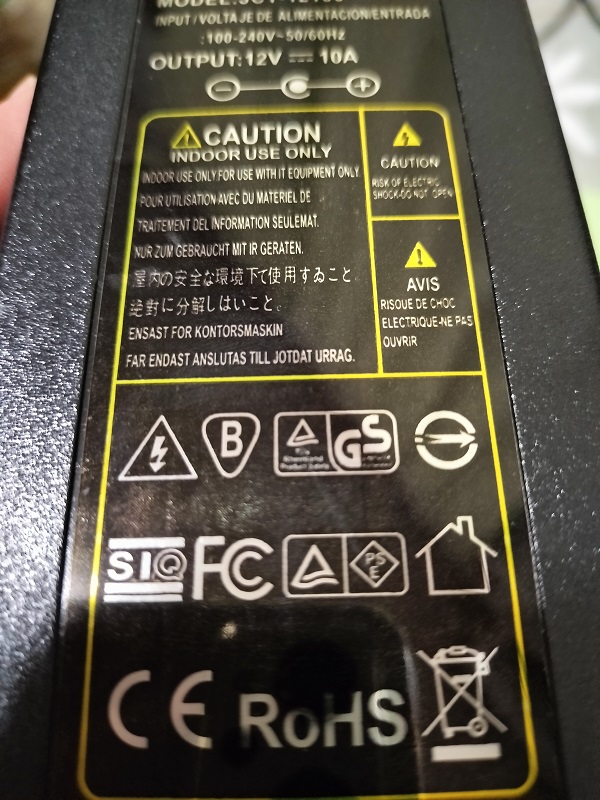 INPUT/VOLTAJE DE ALIMENTACION/ENTRADA
:100-240V~50/60Hz
OUTPUT:12V ⎓ 10A
CAUTION
INDOOR USE ONLY
INDOOR USE ONLY.FOR USE WITH IT EQUIPMENT ONLY
POUR UTILISATION AVEC DU MATERIEL DE
TRAITEMENT DEL INFORMATION SEULEMAT.
NUR ZUM GEBRAUCHT MIT IR GERATEN.
屋内の安全な環境下て使用すゐこと
绝對に分解しはいこと。
ENSAST FOR KONTORSMASKIN
FAR ENDAST ANSLUTAS TILL JOTDAT URRAG.
CAUTION
RISK OF ELECTRIC
SHOCK-DO NOT OPEN
AVIS
RISQUE DE CHOC
ELECTRIQUE-NE PAS
OUVRIR
B
GS
SIQ
FC
PS
E
CE
RoHS